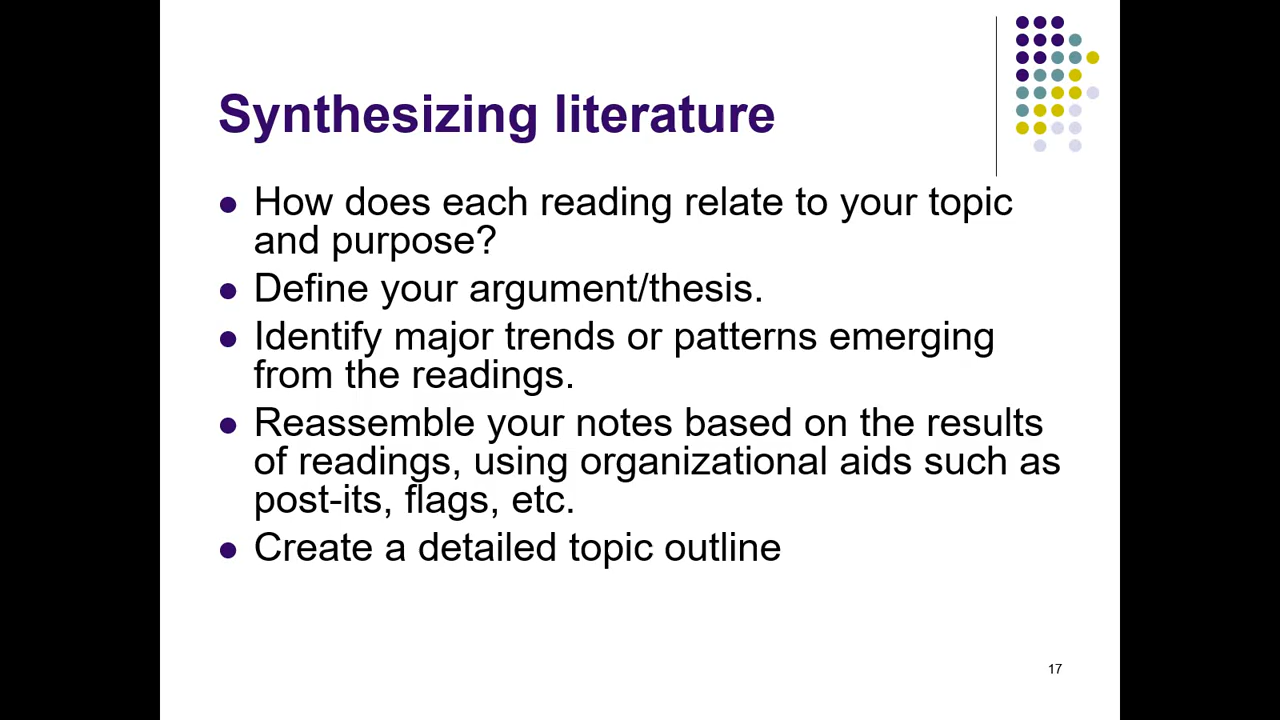 Synthesizing literature
How does each reading relate to your topic
and purpose?
Define your argument/thesis.
Identify major trends or patterns emerging
from the readings.
Reassemble your notes based on the results
of readings, using organizational aids such as
post-its, flags, etc.
Create a detailed topic outline
17